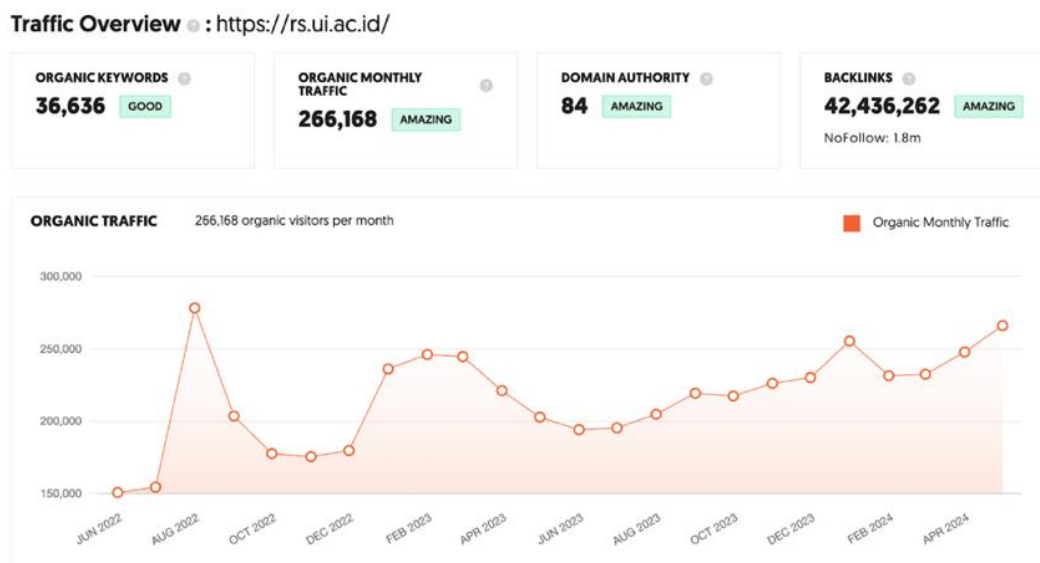 Traffic Overview ? : https://rs.ui.ac.id/
ORGANIC KEYWORDS ?
36,636 GOOD
ORGANIC MONTHLY
TRAFFIC ?
266,168 AMAZING
DOMAIN AUTHORITY ?
84 AMAZING
BACKLINKS ?
42,436,262 AMAZING
NoFollow: 1.8m
ORGANIC TRAFFIC 266,168 organic visitors per month Organic Monthly Traffic
300,000
250,000
200,000
150,000
JUN 2022 AUG 2022 OCT 2022 DEC 2022 FEB 2023 APR 2023 JUN 2023 AUG 2023 OCT 2023 DEC 2023 FEB 2024 APR 2024